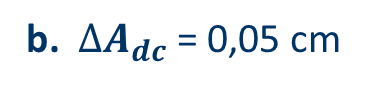 b. ΔA_dc = 0,05 cm